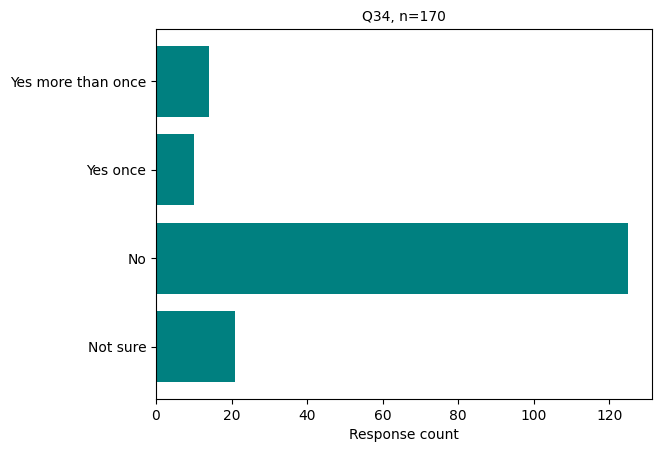 Q34, n=170
Yes more than once
Yes once
No
Not sure
0 20 40 60 80 100 120
Response count